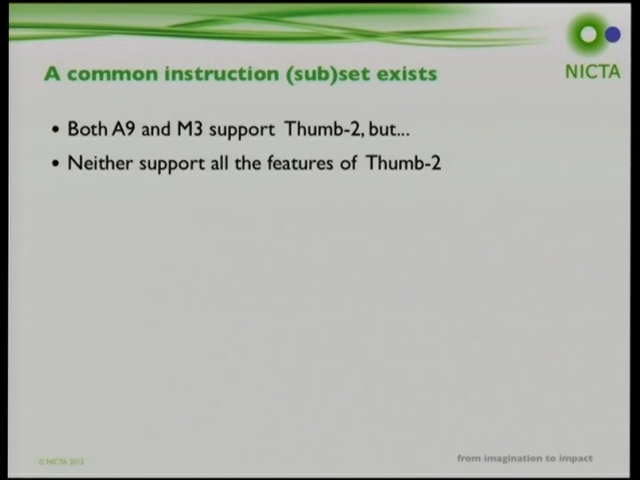 NICTA
A common instruction (sub)set exists
• Both A9 and M3 support Thumb-2, but...
• Neither support all the features of Thumb-2
© NICTA 2012
from imagination to impact